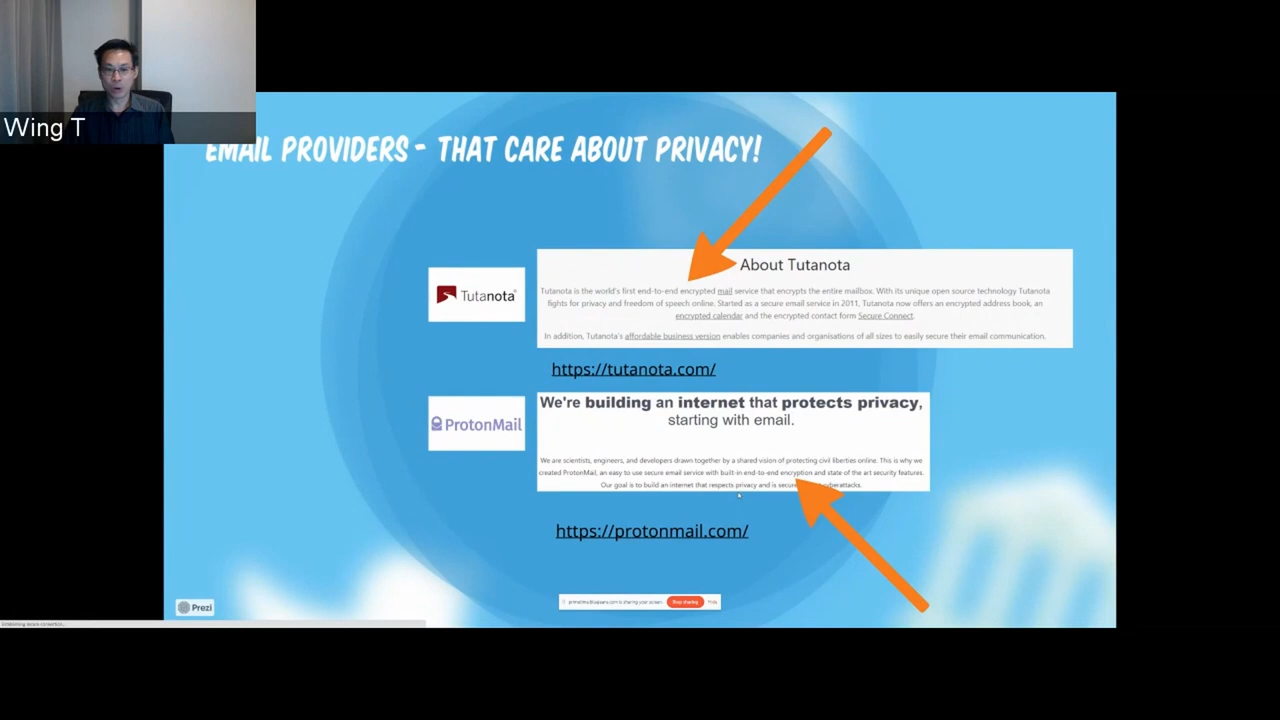 Wing T
EMAIL PROVIDERS - THAT CARE ABOUT PRIVACY!
Tutanota
About Tutanota
Tutanota is the world's first end-to-end encrypted mail service that encrypts the entire mailbox. With its unique open source technology Tutanota
fights for privacy and freedom of speech online. Started as a secure email service in 2011, Tutanota now offers an encrypted address book, an
encrypted calendar and the encrypted contact form Secure Connect.
In addition, Tutanota's affordable business version enables companies and organisations of all sizes to easily secure their email communication.
https://tutanota.com/
ProtonMail
We're building an internet that protects privacy,
starting with email.
We are scientists, engineers, and developers drawn together by a shared vision of protecting civil liberties online. This is why we
created ProtonMail, an easy to use secure email service with built-in end-to-end encryption and state of the art security features.
Our goal is to build an internet that respects privacy and is secure cyberattacks.
https://protonmail.com/
is sharing your screen. Stop sharing Hide
Prezi